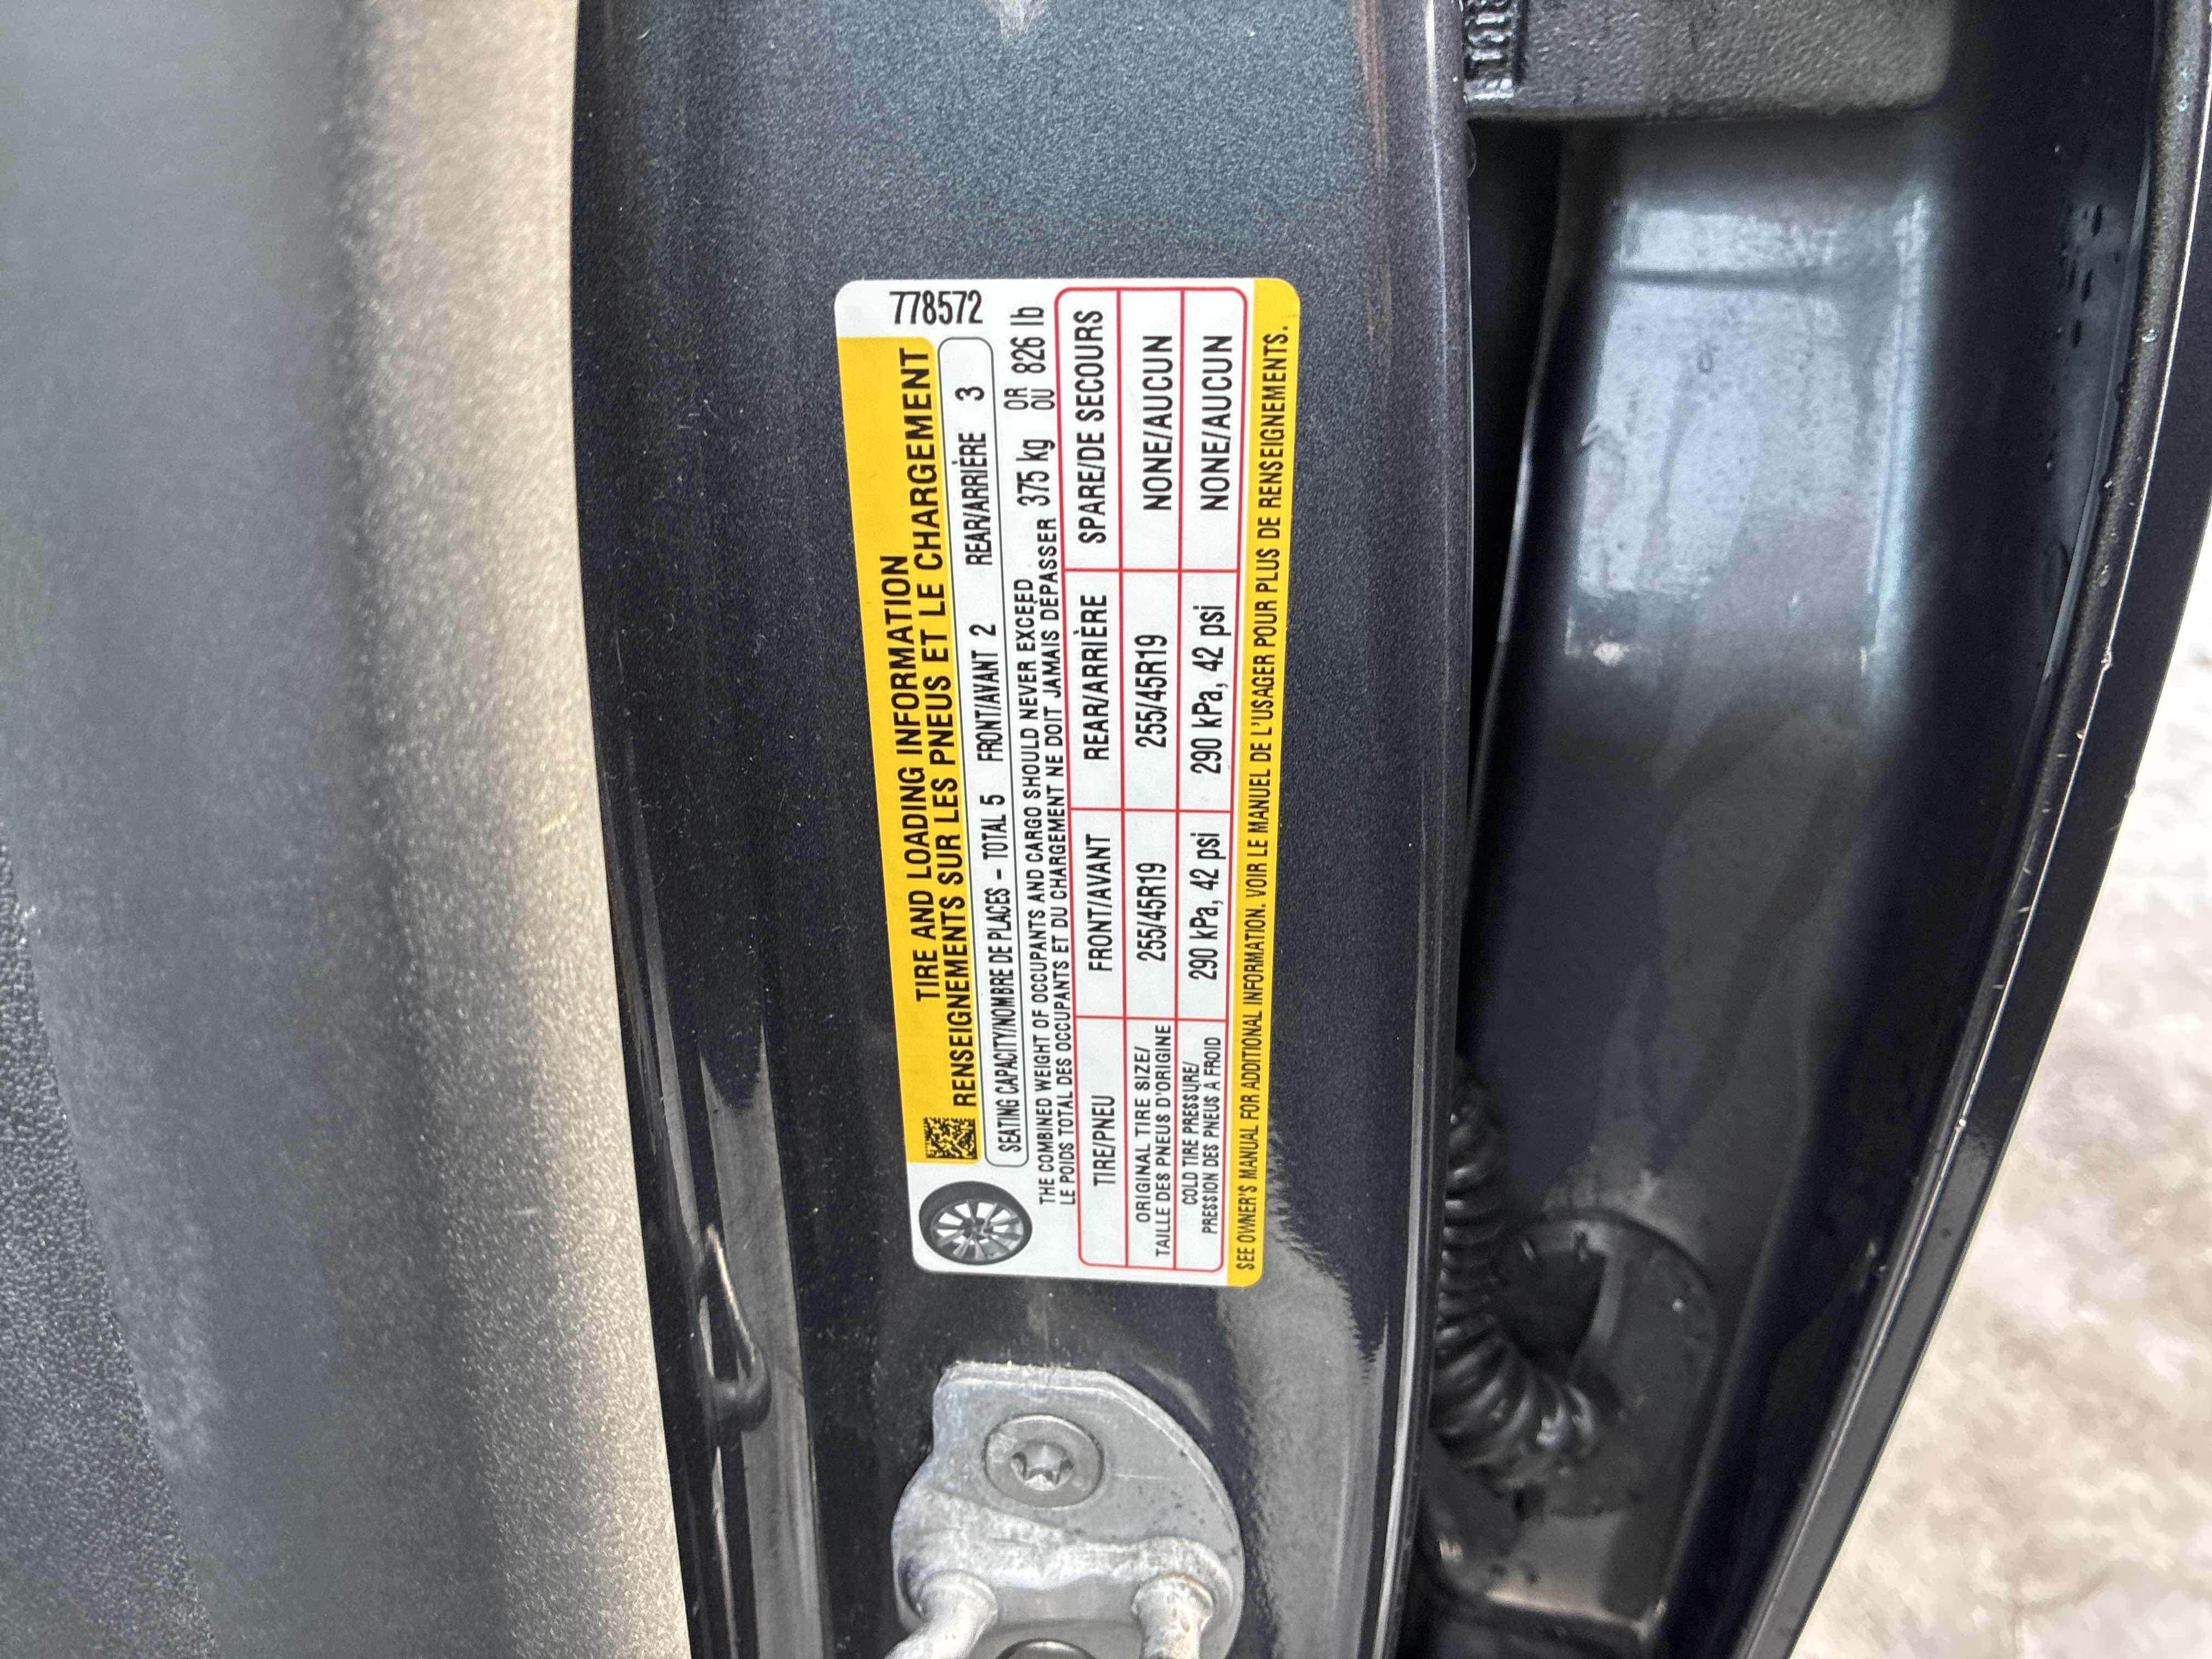 778572
TIRE AND LOADING INFORMATION
RENSEIGNEMENTS SUR LES PNEUS ET LE CHARGEMENT
SEATING CAPACITY/NOMBRE DE PLACES - TOTAL 5 FRONT/AVANT 2 REAR/ARRIÈRE 3
THE COMBINED WEIGHT OF OCCUPANTS AND CARGO SHOULD NEVER EXCEED 375 kg OR 826 lb
LE POIDS TOTAL DES OCCUPANTS ET DU CHARGEMENT NE DOIT JAMAIS DÉPASSER OU
TIRE/PNEU FRONT/AVANT REAR/ARRIÈRE SPARE/DE SECOURS
ORIGINAL TIRE SIZE/
TAILLE DES PNEUS D'ORIGINE 255/45R19 255/45R19 NONE/AUCUN
COLD TIRE PRESSURE/
PRESSION DES PNEUS À FROID 290 kPa, 42 psi 290 kPa, 42 psi NONE/AUCUN
SEE OWNER'S MANUAL FOR ADDITIONAL INFORMATION. VOIR LE MANUEL DE L'USAGER POUR PLUS DE RENSEIGNEMENTS.